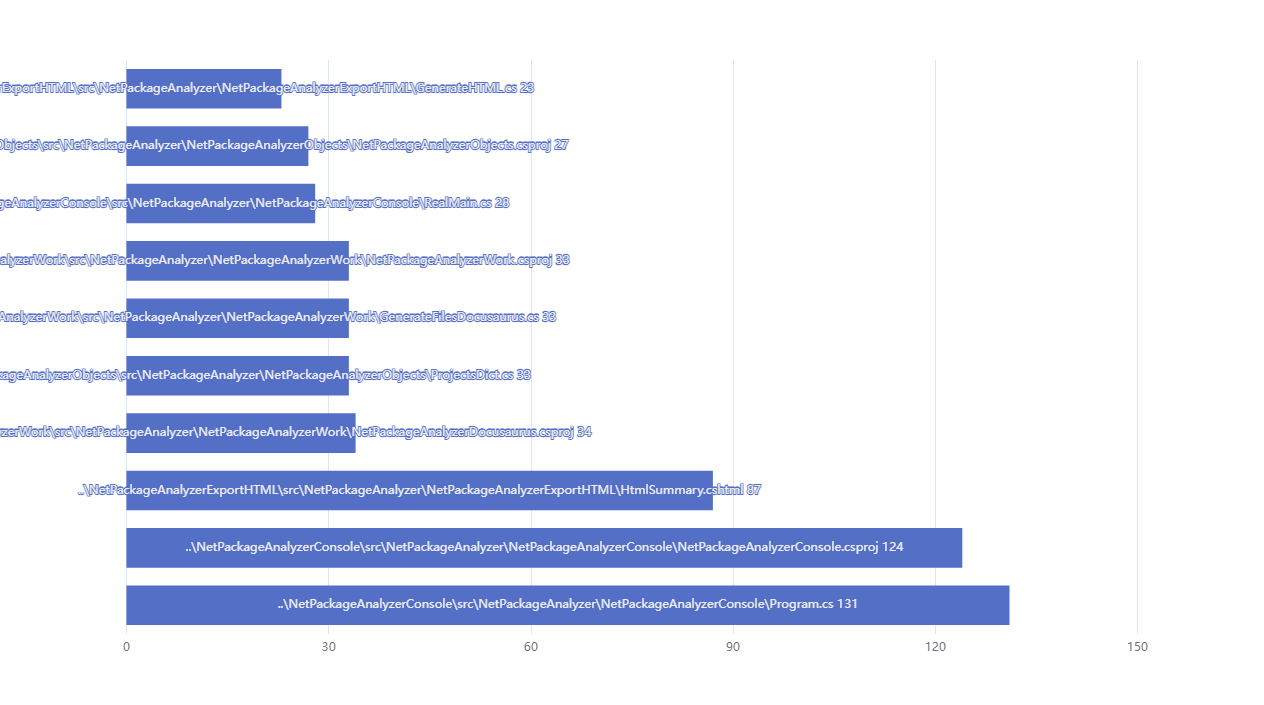 ExportHTML\src\NetPackageAnalyzer\NetPackageAnalyzerExportHTML\GenerateHTML.cs 23
Objects\src\NetPackageAnalyzer\NetPackageAnalyzerObjects\NetPackageAnalyzerObjects.csproj 27
geAnalyzerConsole\src\NetPackageAnalyzer\NetPackageAnalyzerConsole\RealMain.cs 28
alyzerWork\src\NetPackageAnalyzer\NetPackageAnalyzerWork\NetPackageAnalyzerWork.csproj 33
AnalyzerWork\src\NetPackageAnalyzer\NetPackageAnalyzerWork\GenerateFilesDocusaurus.cs 33
kageAnalyzerObjects\src\NetPackageAnalyzer\NetPackageAnalyzerObjects\ProjectsDict.cs 33
zerWork\src\NetPackageAnalyzer\NetPackageAnalyzerWork\NetPackageAnalyzerDocusaurus.csproj 34
..\NetPackageAnalyzerExportHTML\src\NetPackageAnalyzer\NetPackageAnalyzerExportHTML\HtmlSummary.cshtml 87
..\NetPackageAnalyzerConsole\src\NetPackageAnalyzer\NetPackageAnalyzerConsole\NetPackageAnalyzerConsole.csproj 124
..\NetPackageAnalyzerConsole\src\NetPackageAnalyzer\NetPackageAnalyzerConsole\Program.cs 131
0 30 60 90 120 150